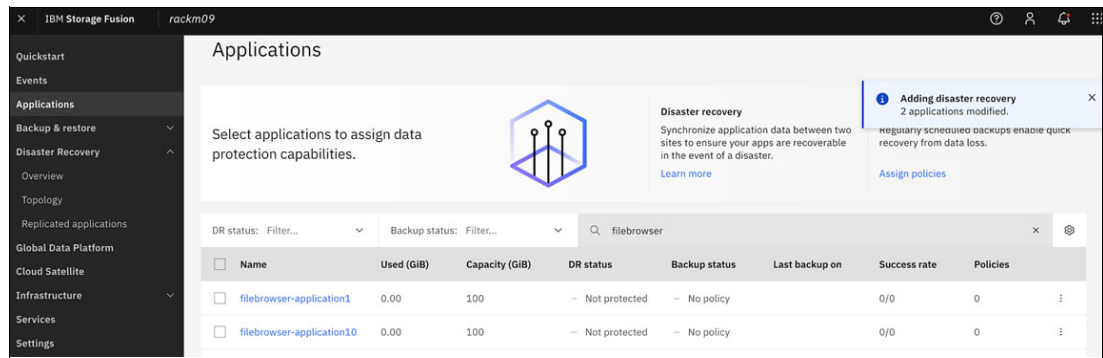 IBM Storage Fusion
rackm09
Quickstart
Events
Applications
Backup & restore
Disaster Recovery
Overview
Topology
Replicated applications
Global Data Platform
Cloud Satellite
Infrastructure
Services
Settings
Applications
Select applications to assign data
protection capabilities.
Disaster recovery
Synchronize application data between two
sites to ensure your apps are recoverable
in the event of a disaster.
Learn more
Adding disaster recovery
2 applications modified.
Regularly scheduled backups enable quick
recovery from data loss.
Assign policies
DR status: Filter...
Backup status: Filter...
filebrowser
Name Used (GiB) Capacity (GiB) DR status Backup status Last backup on Success rate Policies
filebrowser-application1 0.00 100 – Not protected – No policy 0/0 0
filebrowser-application10 0.00 100 – Not protected – No policy 0/0 0